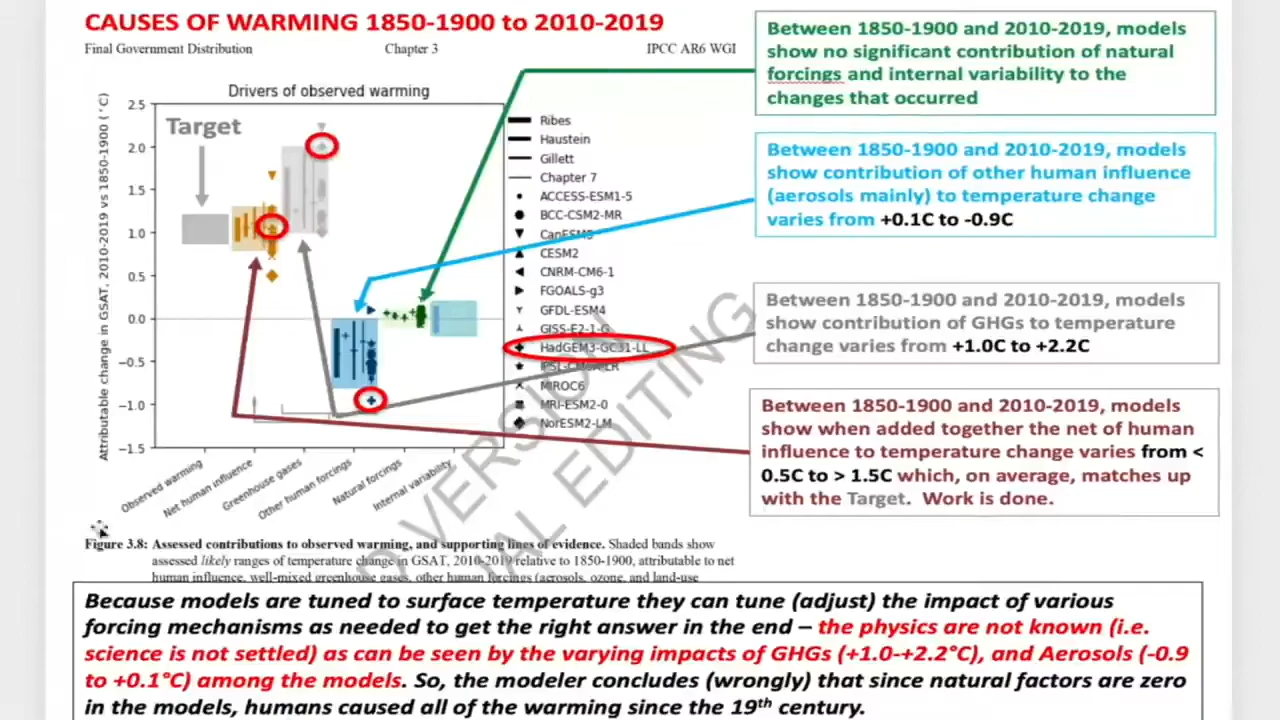 CAUSES OF WARMING 1850-1900 to 2010-2019
Final Government Distribution Chapter 3 IPCC AR6 WGI
Drivers of observed warming
Attributable change in GSAT, 2010-2019 vs 1850-1900 (°C)
2.5
2.0
1.5
1.0
0.5
0.0
−0.5
−1.0
−1.5
Target
Observed warming
Net human influence
Greenhouse gases
Other human forcings
Natural forcings
Internal variability
Ribes
Haustein
Gillett
Chapter 7
ACCESS-ESM1-5
BCC-CSM2-MR
CanESM5
CESM2
CNRM-CM6-1
FGOALS-g3
GFDL-ESM4
GISS-E2-1-G
HadGEM3-GC31-LL
IPSL-CM6A-LR
MIROC6
MRI-ESM2-0
NorESM2-LM
VERSION
EDITING
Between 1850-1900 and 2010-2019, models
show no significant contribution of natural
forcings and internal variability to the
changes that occurred
Between 1850-1900 and 2010-2019, models
show contribution of other human influence
(aerosols mainly) to temperature change
varies from +0.1C to -0.9C
Between 1850-1900 and 2010-2019, models
show contribution of GHGs to temperature
change varies from +1.0C to +2.2C
Between 1850-1900 and 2010-2019, models
show when added together the net of human
influence to temperature change varies from <
0.5C to > 1.5C which, on average, matches up
with the Target. Work is done.
Figure 3.8: Assessed contributions to observed warming, and supporting lines of evidence. Shaded bands show
assessed likely ranges of temperature change in GSAT, 2010-2019 relative to 1850-1900, attributable to net
human influence, well-mixed greenhouse gases, other human forcings (aerosols, ozone, and land-use
Because models are tuned to surface temperature they can tune (adjust) the impact of various
forcing mechanisms as needed to get the right answer in the end – the physics are not known (i.e.
science is not settled) as can be seen by the varying impacts of GHGs (+1.0-+2.2°C), and Aerosols (-0.9
to +0.1°C) among the models. So, the modeler concludes (wrongly) that since natural factors are zero
in the models, humans caused all of the warming since the 19th century.